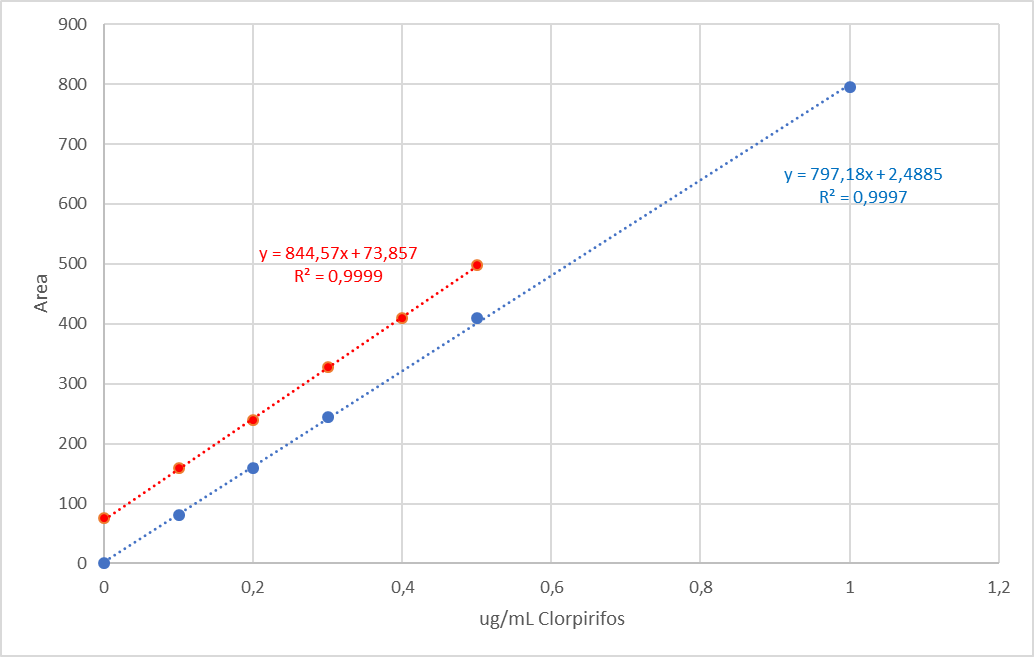 900
800
700
600
500
400
300
200
100
0
Area
y = 844,57x + 73,857
R² = 0,9999
y = 797,18x + 2,4885
R² = 0,9997
0 0,2 0,4 0,6 0,8 1 1,2
ug/mL Clorpirifos